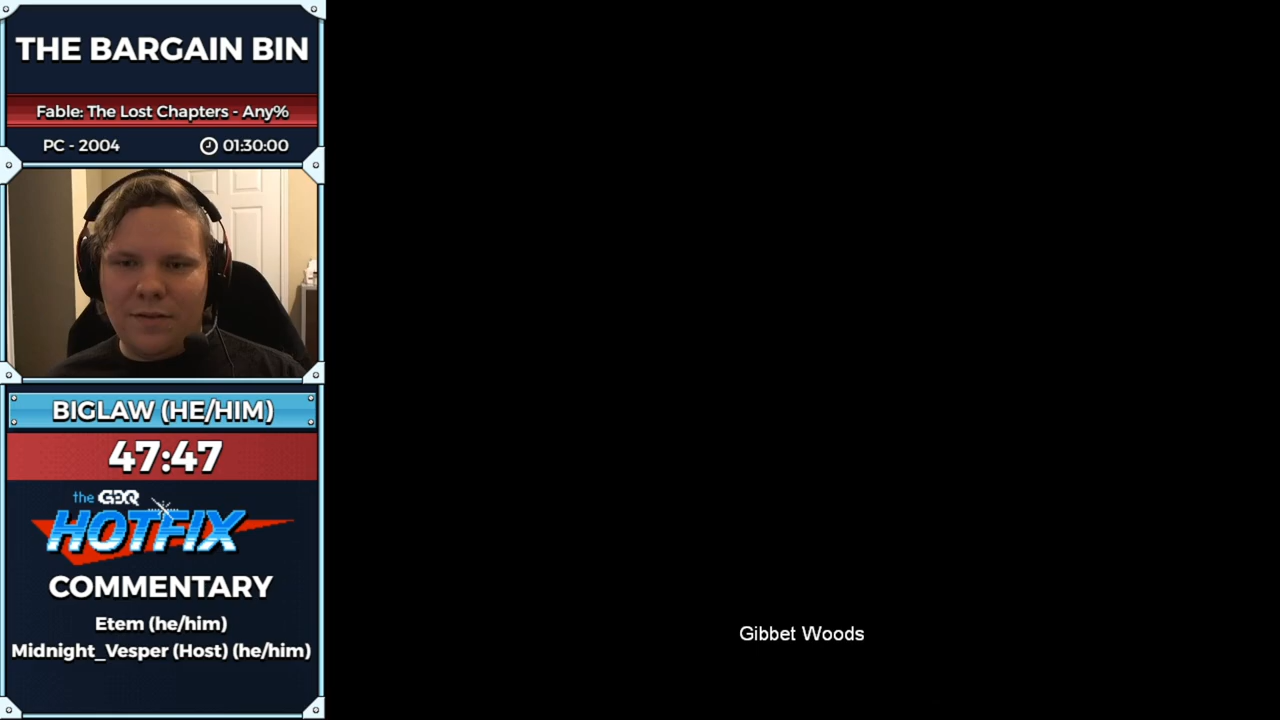 THE BARGAIN BIN
Fable: The Lost Chapters - Any%
PC - 2004 01:30:00
BIGLAW (HE/HIM)
47:47
the GDQ
HOTFIX
COMMENTARY
Etem (he/him)
Midnight_Vesper (Host) (he/him)
Gibbet Woods